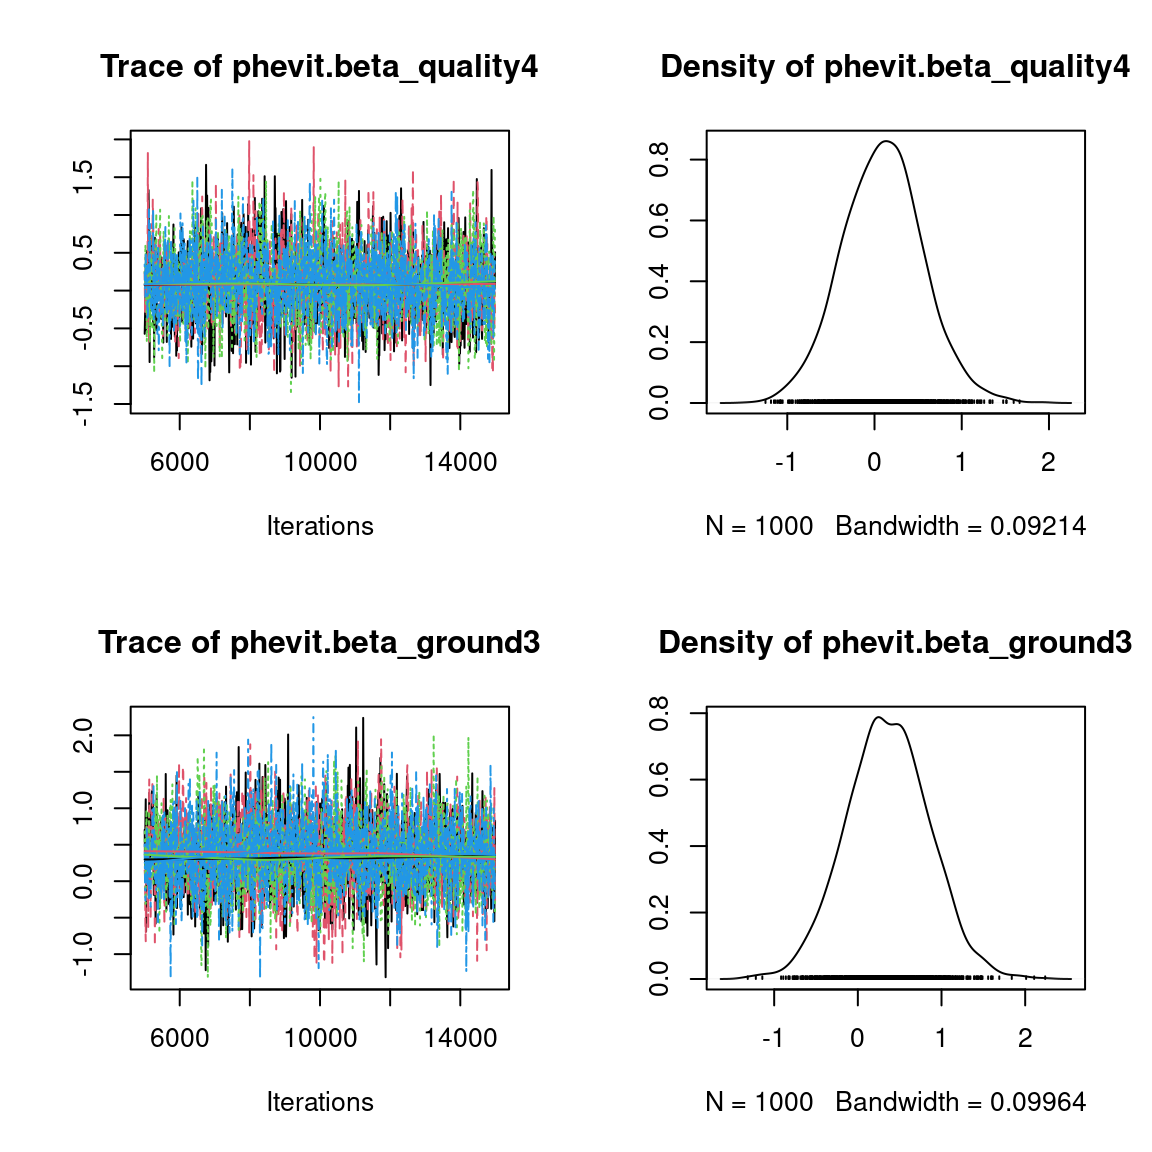 Trace of phevit.beta_quality4
1.5
0.5
-0.5
-1.5
6000 10000 14000
Iterations
Density of phevit.beta_quality4
0.8
0.6
0.4
0.2
0.0
-1 0 1 2
N = 1000 Bandwidth = 0.09214
Trace of phevit.beta_ground3
2.0
1.0
0.0
-1.0
6000 10000 14000
Iterations
Density of phevit.beta_ground3
0.8
0.6
0.4
0.2
0.0
-1 0 1 2
N = 1000 Bandwidth = 0.09964